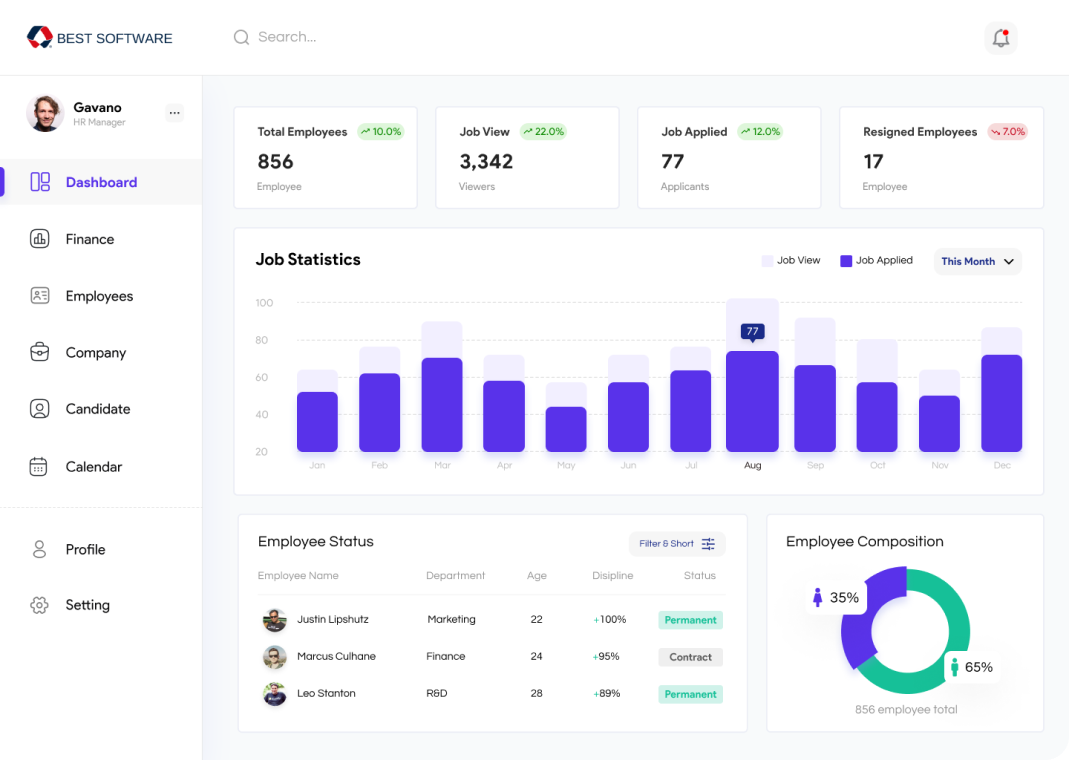 BEST SOFTWARE
Search...
Gavano
HR Manager
...
Dashboard
Finance
Employees
Company
Candidate
Calendar
Profile
Setting
Total Employees 10.0%
856
Employee
Job View 22.0%
3,342
Viewers
Job Applied 12.0%
77
Applicants
Resigned Employees 7.0%
17
Employee
Job Statistics
Job View
Job Applied
This Month
100
80
60
40
20
77
Jan Feb Mar Apr May Jun Jul Aug Sep Oct Nov Dec
Employee Status
Filter & Short
Employee Name Department Age Disipline Status
Justin Lipshutz Marketing 22 +100% Permanent
Marcus Culhane Finance 24 +95% Contract
Leo Stanton R&D 28 +89% Permanent
Employee Composition
35%
65%
856 employee total